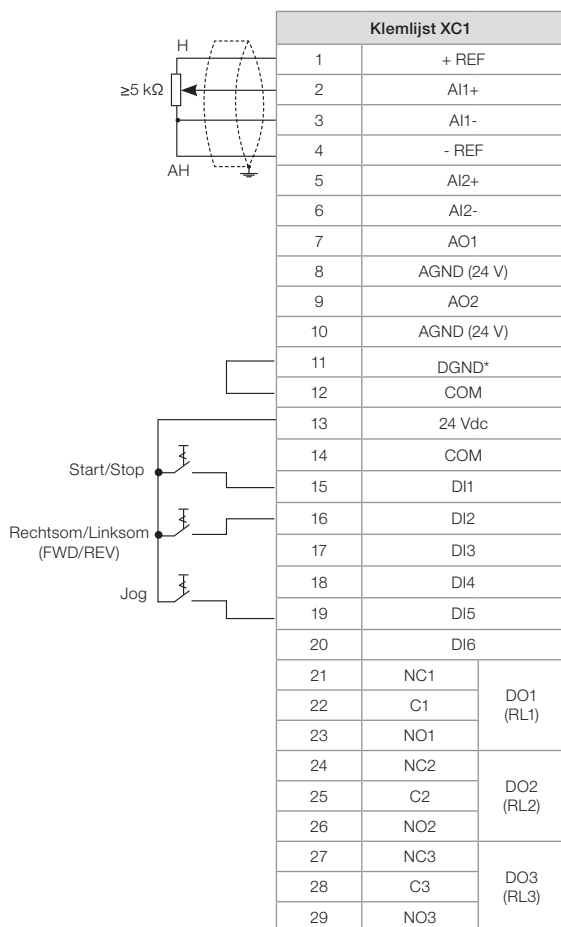 Klemlijst XC1
H
1 + REF
≥5 kΩ
2 AI1+
3 AI1-
4 - REF
AH
5 AI2+
6 AI2-
7 AO1
8 AGND (24 V)
9 AO2
10 AGND (24 V)
11 DGND*
12 COM
13 24 Vdc
14 COM
Start/Stop
15 DI1
16 DI2
Rechtsom/Linksom
(FWD/REV)
17 DI3
18 DI4
Jog
19 DI5
20 DI6
21 NC1
22 C1
23 NO1
DO1
(RL1)
24 NC2
25 C2
26 NO2
DO2
(RL2)
27 NC3
28 C3
29 NO3
DO3
(RL3)